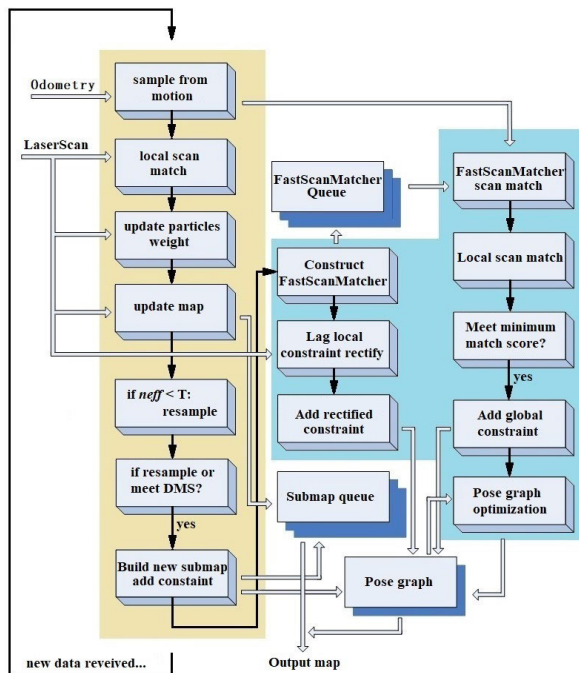 Odometry
LaserScan
sample from
motion
local scan
match
update particles
weight
update map
if neff < T:
resample
if resample or
meet DMS?
yes
Build new submap
add constaint
new data reveived...
FastScanMatcher
Queue
Construct
FastScanMatcher
Lag local
constraint rectify
Add rectified
constraint
Submap queue
Pose graph
Output map
FastScanMatcher
scan match
Local scan match
Meet minimum
match score?
yes
Add global
constraint
Pose graph
optimization